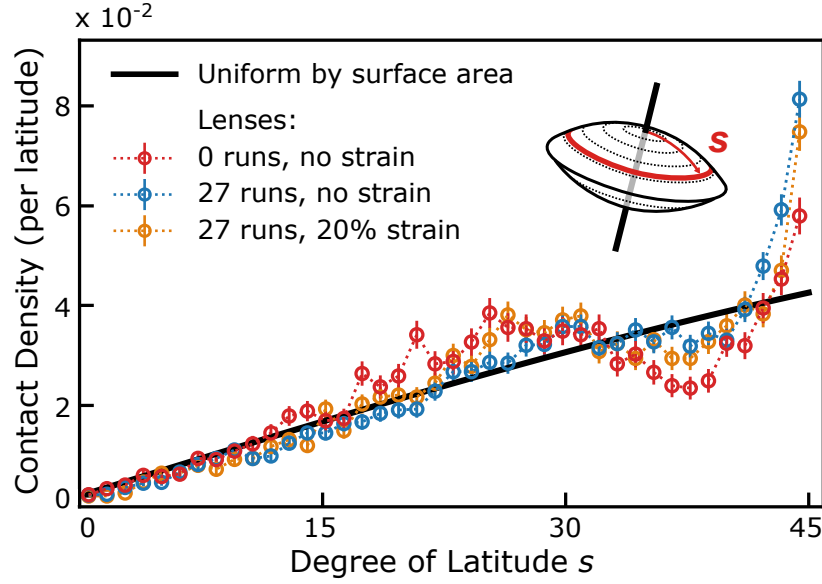 x 10-2
Contact Density (per latitude)
8
6
4
2
0
Uniform by surface area
Lenses:
0 runs, no strain
27 runs, no strain
27 runs, 20% strain
s
0
15
30
45
Degree of Latitude s